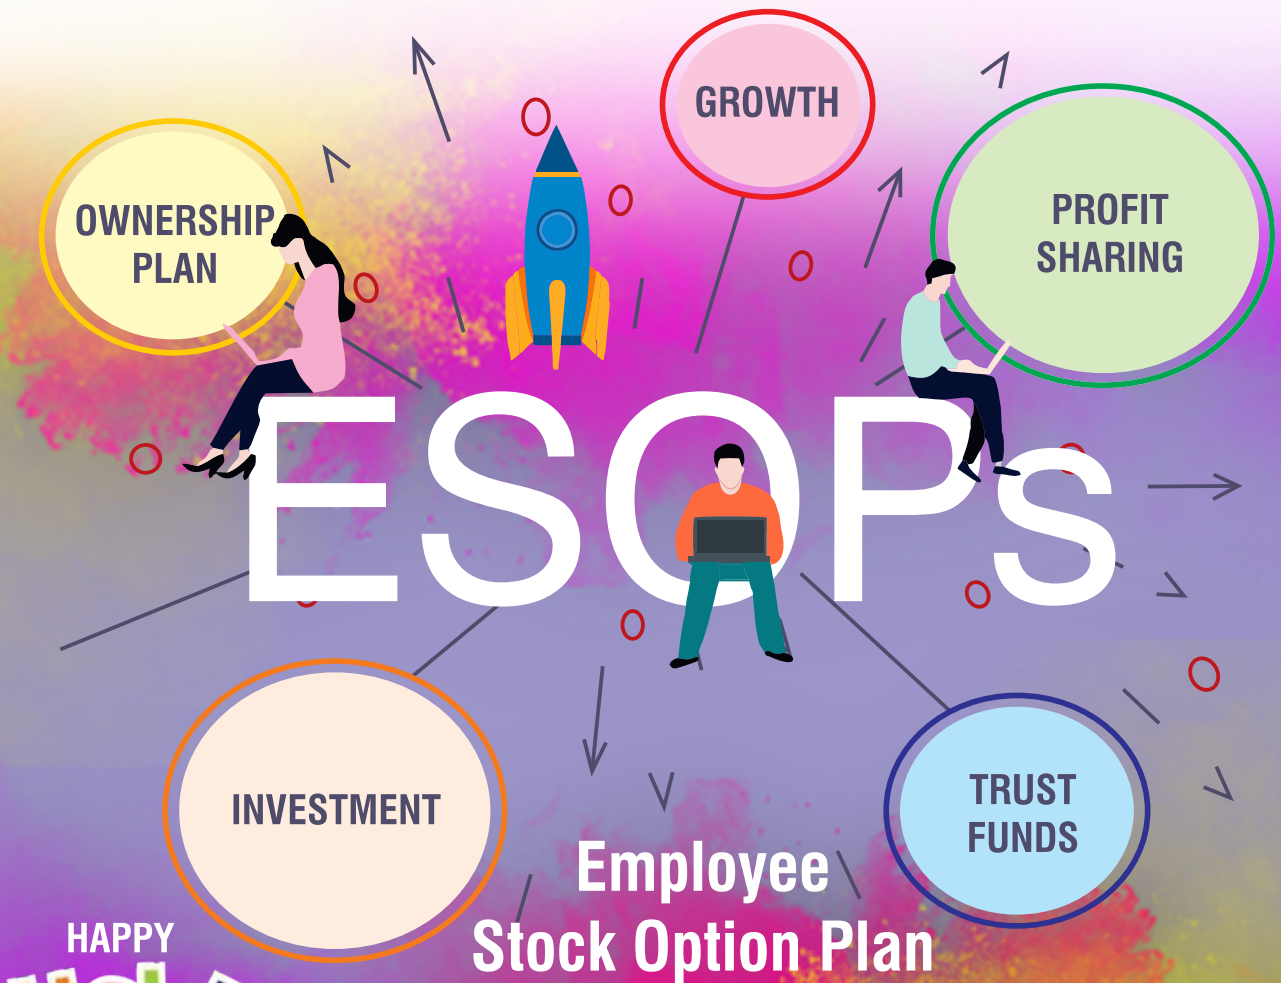 GROWTH
OWNERSHIP
PLAN
PROFIT
SHARING
ESOPs
INVESTMENT
TRUST
FUNDS
Employee
Stock Option Plan
HAPPY